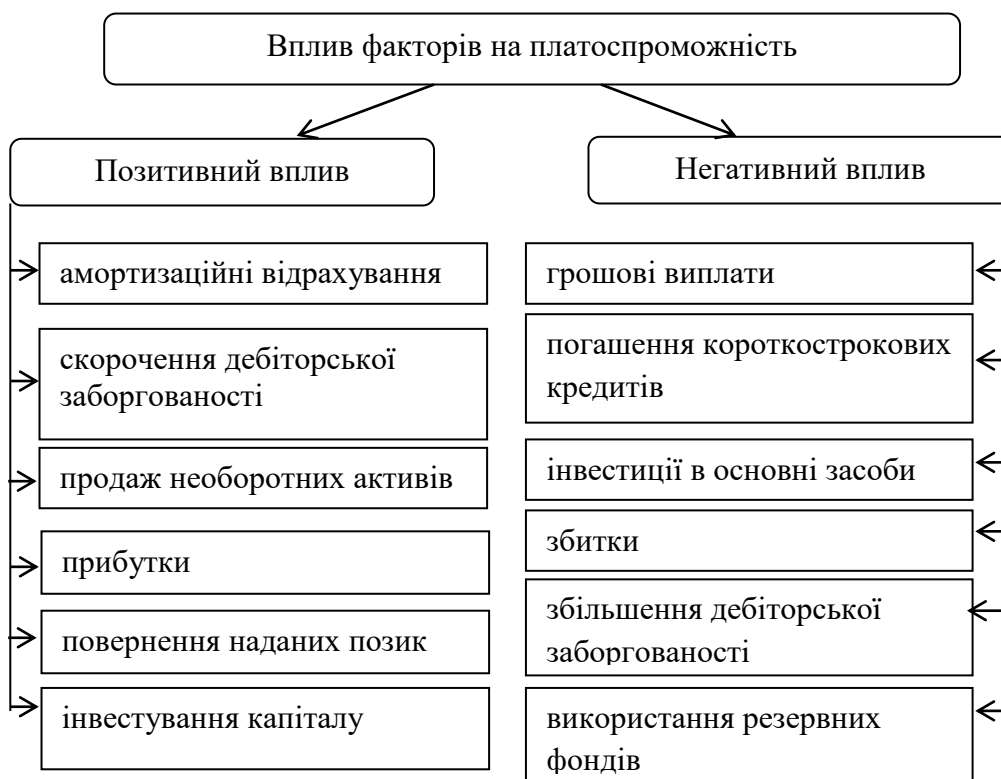 Вплив факторів на платоспроможність
Позитивний вплив
амортизаційні відрахування
скорочення дебіторської
заборгованості
продаж необоротних активів
прибутки
повернення наданих позик
інвестування капіталу
Негативний вплив
грошові виплати
погашення короткострокових
кредитів
інвестиції в основні засоби
збитки
збільшення дебіторської
заборгованості
використання резервних
фондів